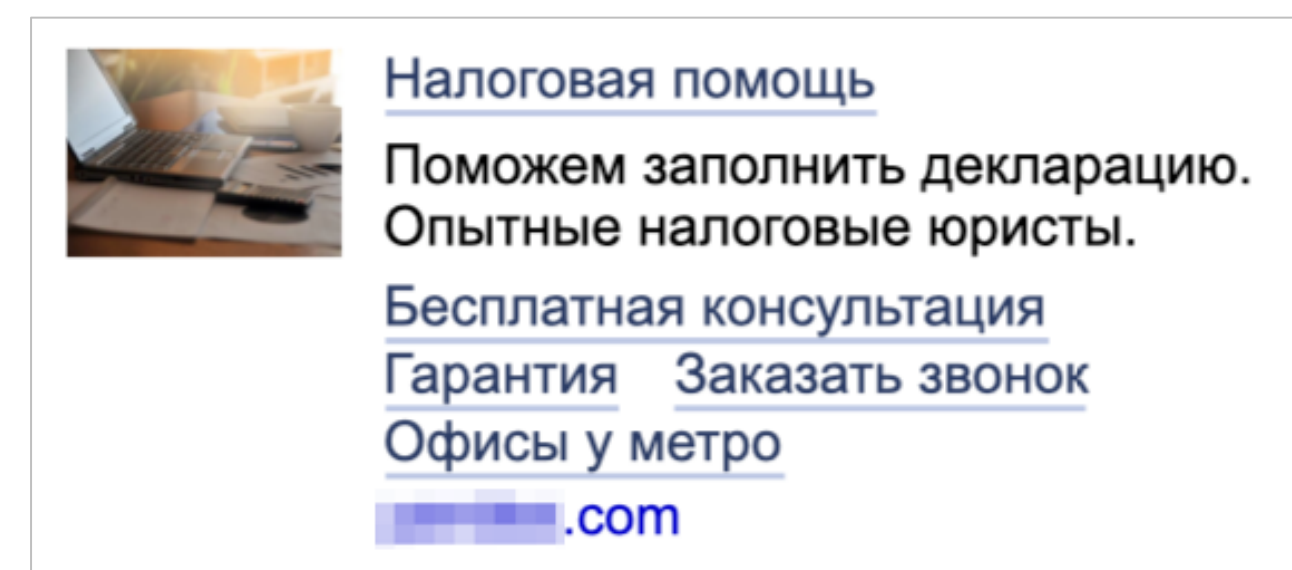 Налоговая помощь
Поможем заполнить декларацию.
Опытные налоговые юристы.
Бесплатная консультация
Гарантия Заказать звонок
Офисы у метро
.com